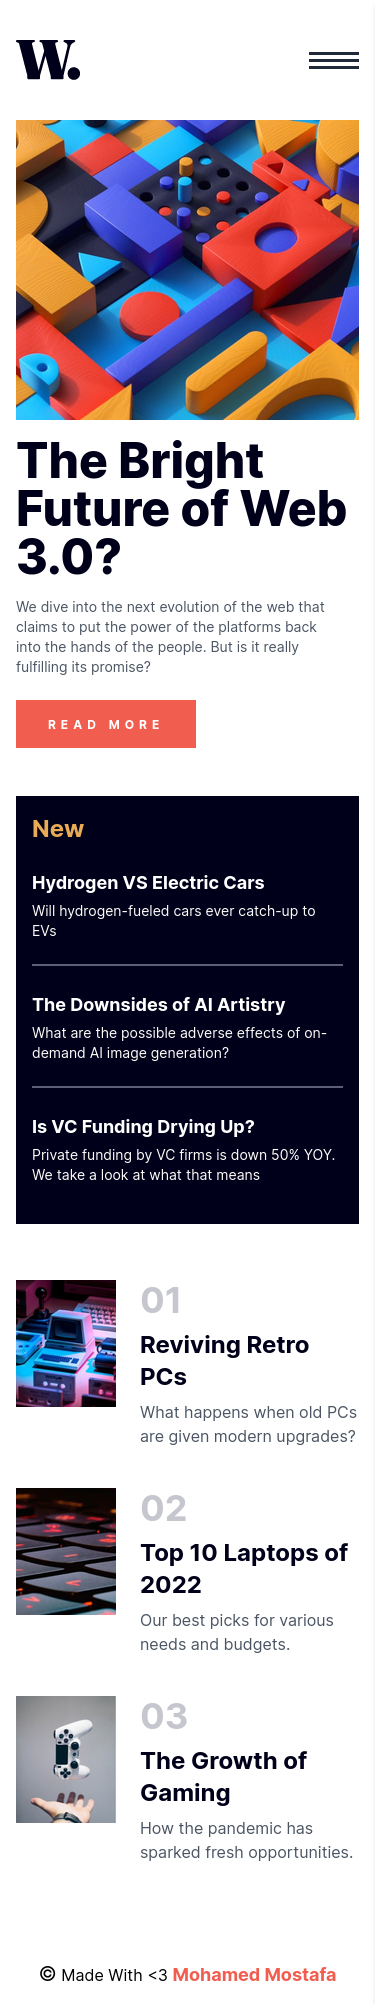 W.
The Bright
Future of Web
3.0?
We dive into the next evolution of the web that
claims to put the power of the platforms back
into the hands of the people. But is it really
fulfilling its promise?
READ MORE
New
Hydrogen VS Electric Cars
Will hydrogen-fueled cars ever catch-up to
EVs
The Downsides of AI Artistry
What are the possible adverse effects of on-
demand AI image generation?
Is VC Funding Drying Up?
Private funding by VC firms is down 50% YOY.
We take a look at what that means
01
Reviving Retro
PCs
What happens when old PCs
are given modern upgrades?
02
Top 10 Laptops of
2022
Our best picks for various
needs and budgets.
03
The Growth of
Gaming
How the pandemic has
sparked fresh opportunities.
© Made With <3 Mohamed Mostafa